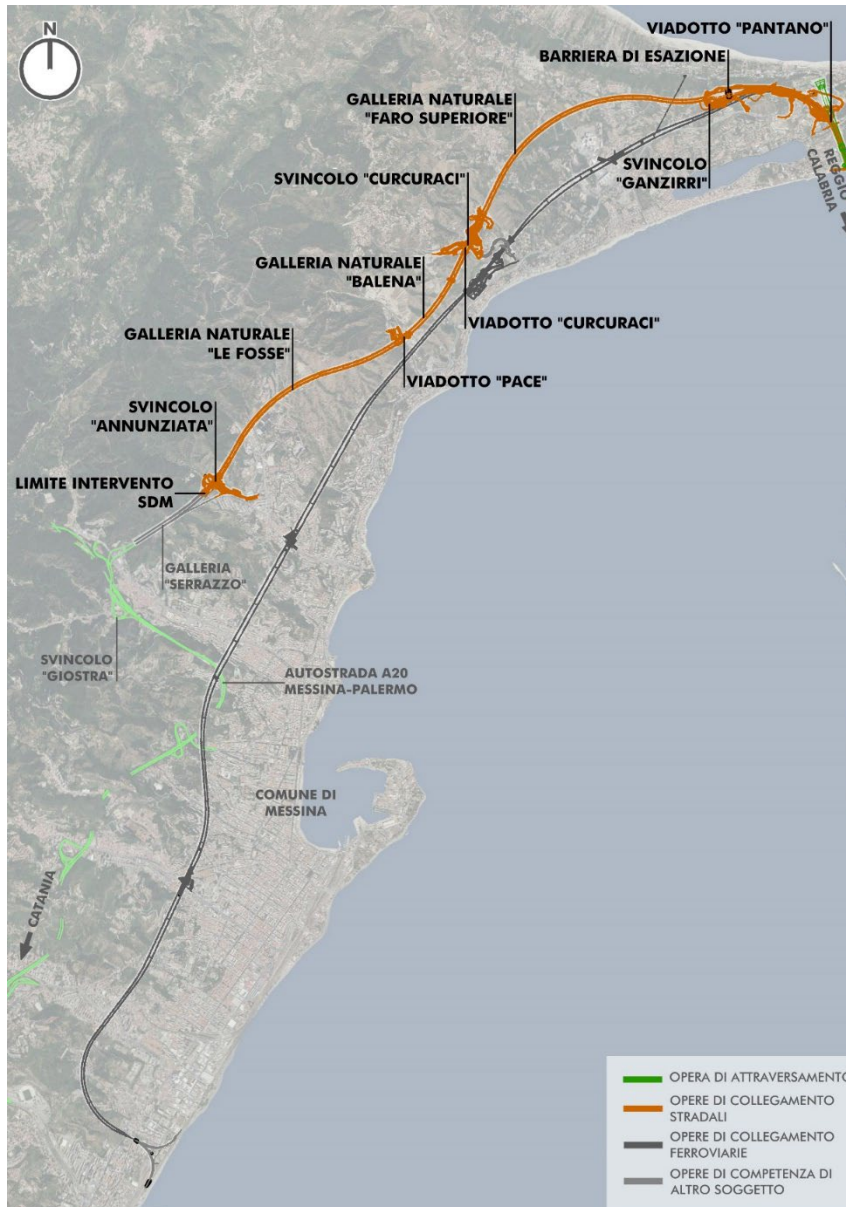 N
VIADOTTO "PANTANO"
BARRIERA DI ESAZIONE
GALLERIA NATURALE
"FARO SUPERIORE"
SVINCOLO
"GANZIRRI"
REGGIO
CALABRIA
SVINCOLO "CURCURACI"
GALLERIA NATURALE
"BALENA"
VIADOTTO "CURCURACI"
GALLERIA NATURALE
"LE FOSSE"
VIADOTTO "PACE"
SVINCOLO
"ANNUNZIATA"
LIMITE INTERVENTO
SDM
GALLERIA
"SERRAZZO"
SVINCOLO
"GIOSTRA"
AUTOSTRADA A20
MESSINA-PALERMO
COMUNE DI
MESSINA
CATANIA
OPERA DI ATTRAVERSAMENTO
OPERE DI COLLEGAMENTO
STRADALI
OPERE DI COLLEGAMENTO
FERROVIARIE
OPERE DI COMPETENZA DI
ALTRO SOGGETTO